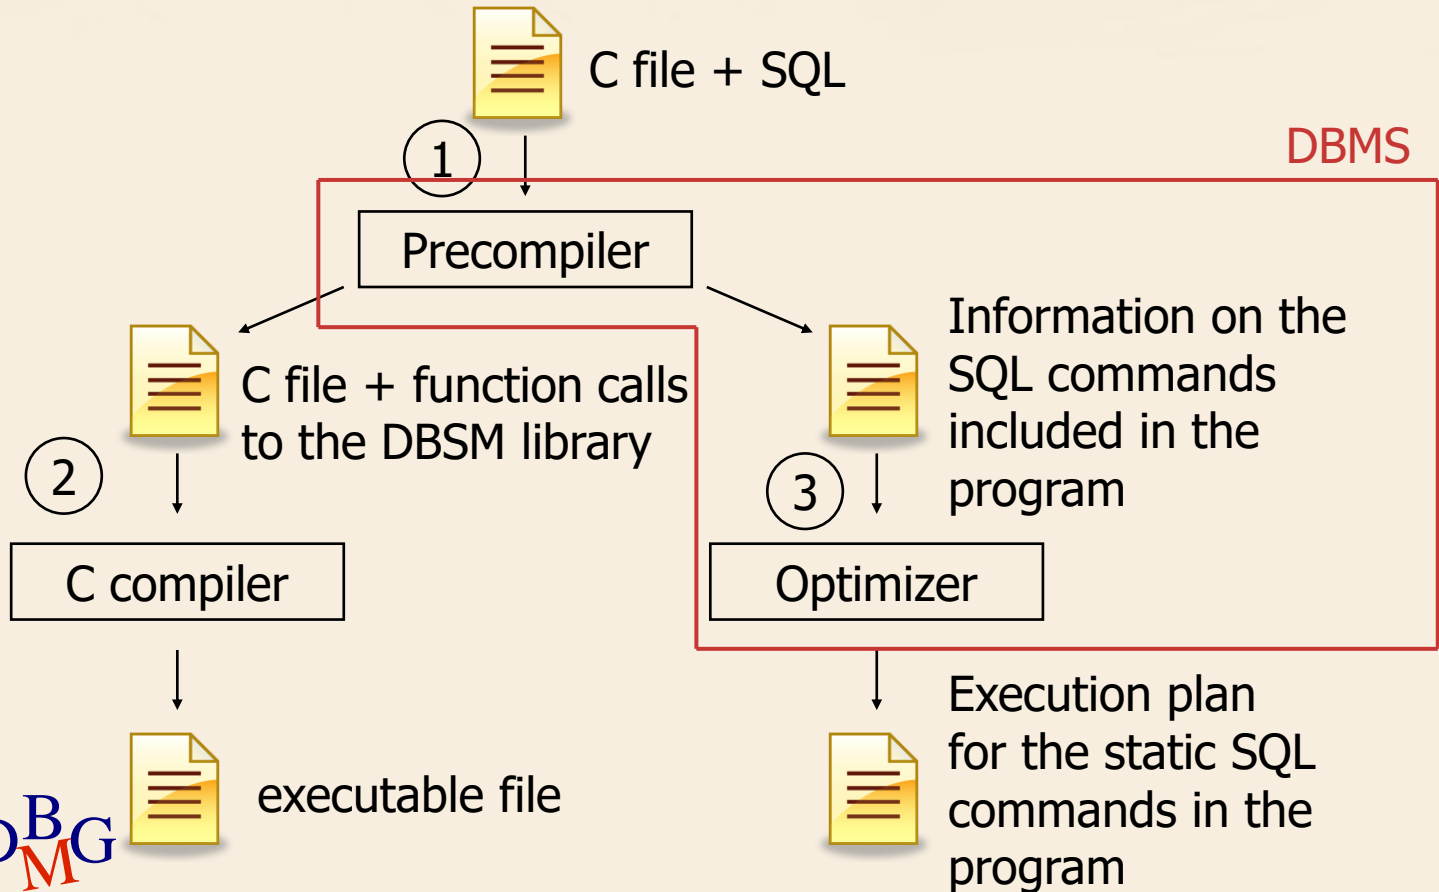 C file + SQL
DBMS
1
Precompiler
Information on the
SQL commands
included in the
program
C file + function calls
to the DBSM library
2
3
C compiler
Optimizer
Execution plan
for the static SQL
commands in the
program
executable file
DBMG